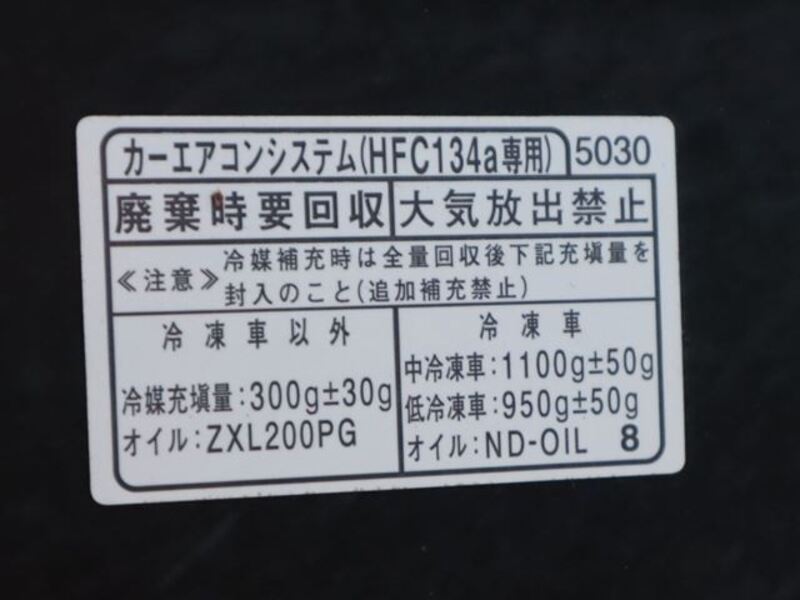 カーエアコンシステム(HFC134a専用) 5030
廃棄時要回収 大気放出禁止
≪注意≫ 冷媒補充時は全量回収後下記充塡量を
封入のこと(追加補充禁止)
冷凍車以外
冷媒充塡量:300g±30g
オイル:ZXL200PG
冷凍車
中冷凍車:1100g±50g
低冷凍車:950g±50g
オイル:ND-OIL 8